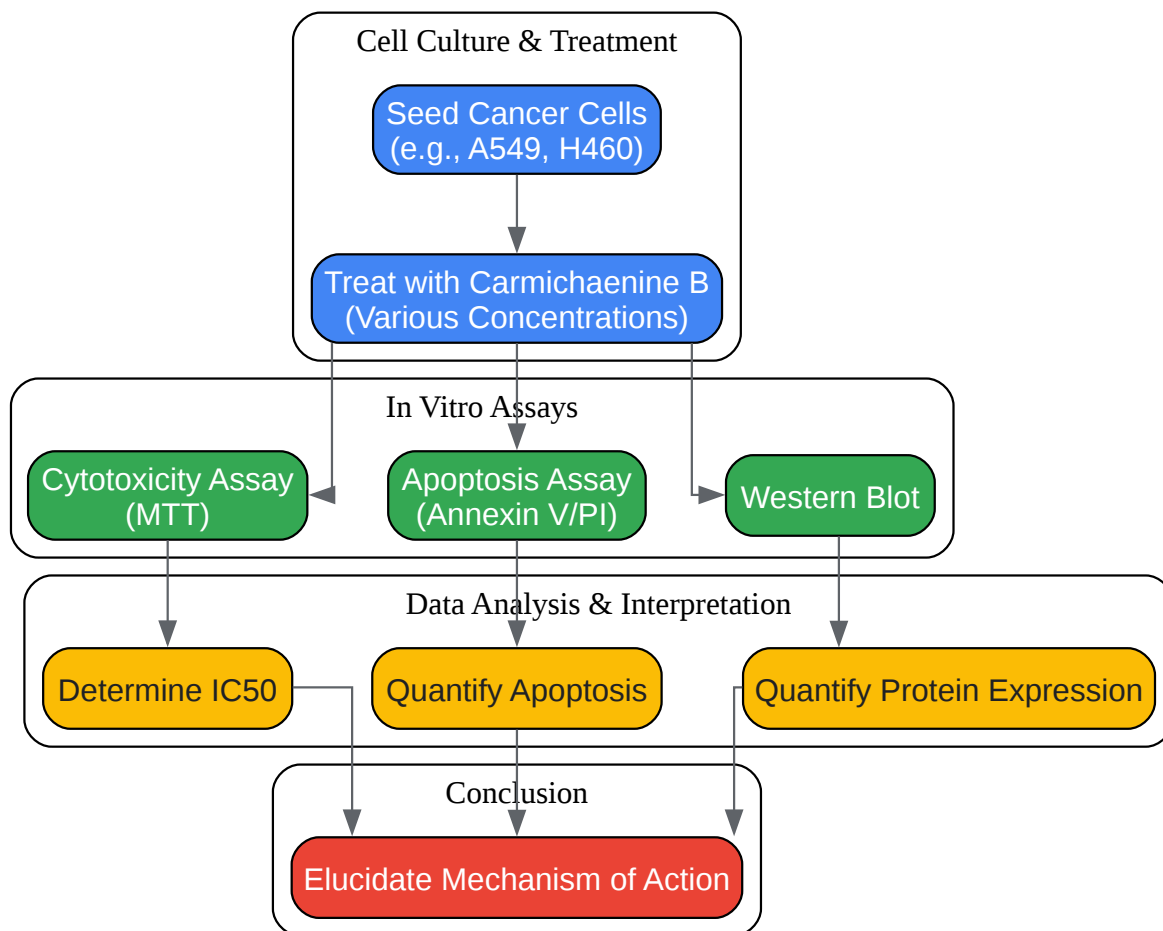 Cell Culture & Treatment
Seed Cancer Cells
(e.g., A549, H460)
Treat with Carmichaenine B
(Various Concentrations)
In Vitro Assays
Cytotoxicity Assay
(MTT)
Apoptosis Assay
(Annexin V/PI)
Western Blot
Data Analysis & Interpretation
Determine IC50
Quantify Apoptosis
Quantify Protein Expression
Conclusion
Elucidate Mechanism of Action